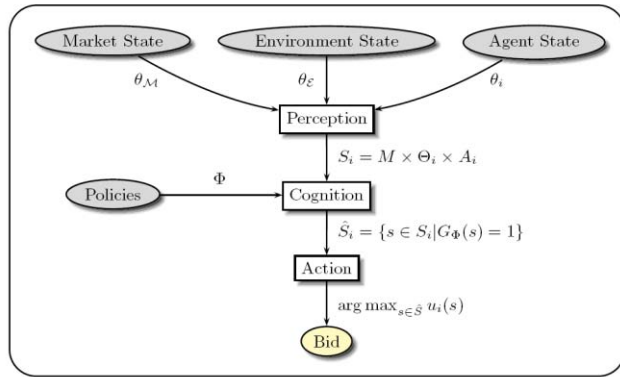 Market State Environment State Agent State
θ_ℳ θ_ℰ θ_i
Perception
S_i = M × Θ_i × A_i
Policies Φ Cognition
Ŝ_i = {s ∈ S_i|G_Φ(s) = 1}
Action
arg max_{s∈Ŝ} u_i(s)
Bid